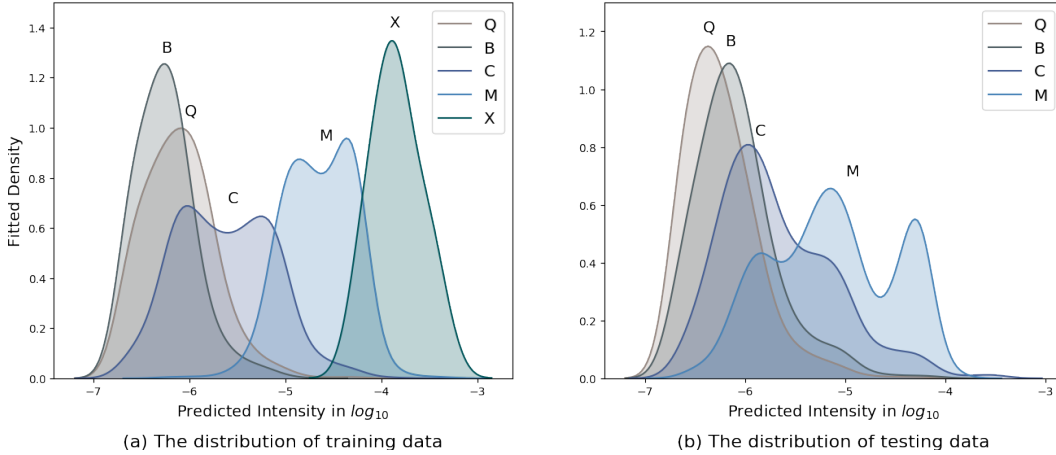 Fitted Density
1.4
1.2
1.0
0.8
0.6
0.4
0.2
0.0
B
Q
C
M
X
Q
B
C
M
X
−7
−6
−5
−4
−3
Predicted Intensity in log10
(a) The distribution of training data
1.2
1.0
0.8
0.6
0.4
0.2
0.0
Q
B
C
M
Q
B
C
M
−7
−6
−5
−4
−3
Predicted Intensity in log10
(b) The distribution of testing data